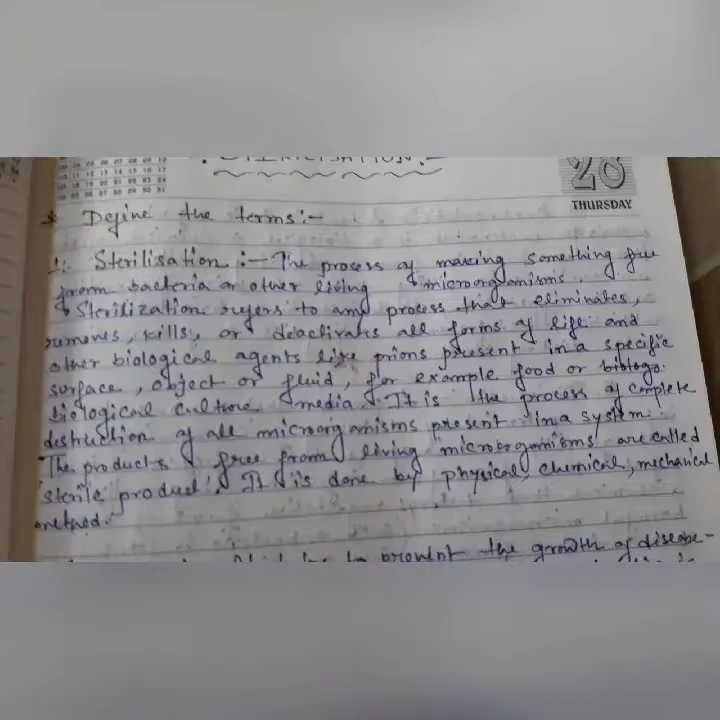 STERILISATION:-
28
THURSDAY
* Define the terms:-
1. Sterilisation :- The process of making something free
from bacteria or other living microorganisms.
Sterilization refers to any process that eliminates,
removes, kills, or deactivates all forms of life and
other biological agents like prions present in a specific
surface, object or fluid, for example food or biologo.
biological culture media. It is the process of complete
destruction of all microorganisms present in a system.
The products free from living microrgomisms are called
'sterile product'. It is done by physical, chemical, mechanical
method.
to prevent the growth of disease-